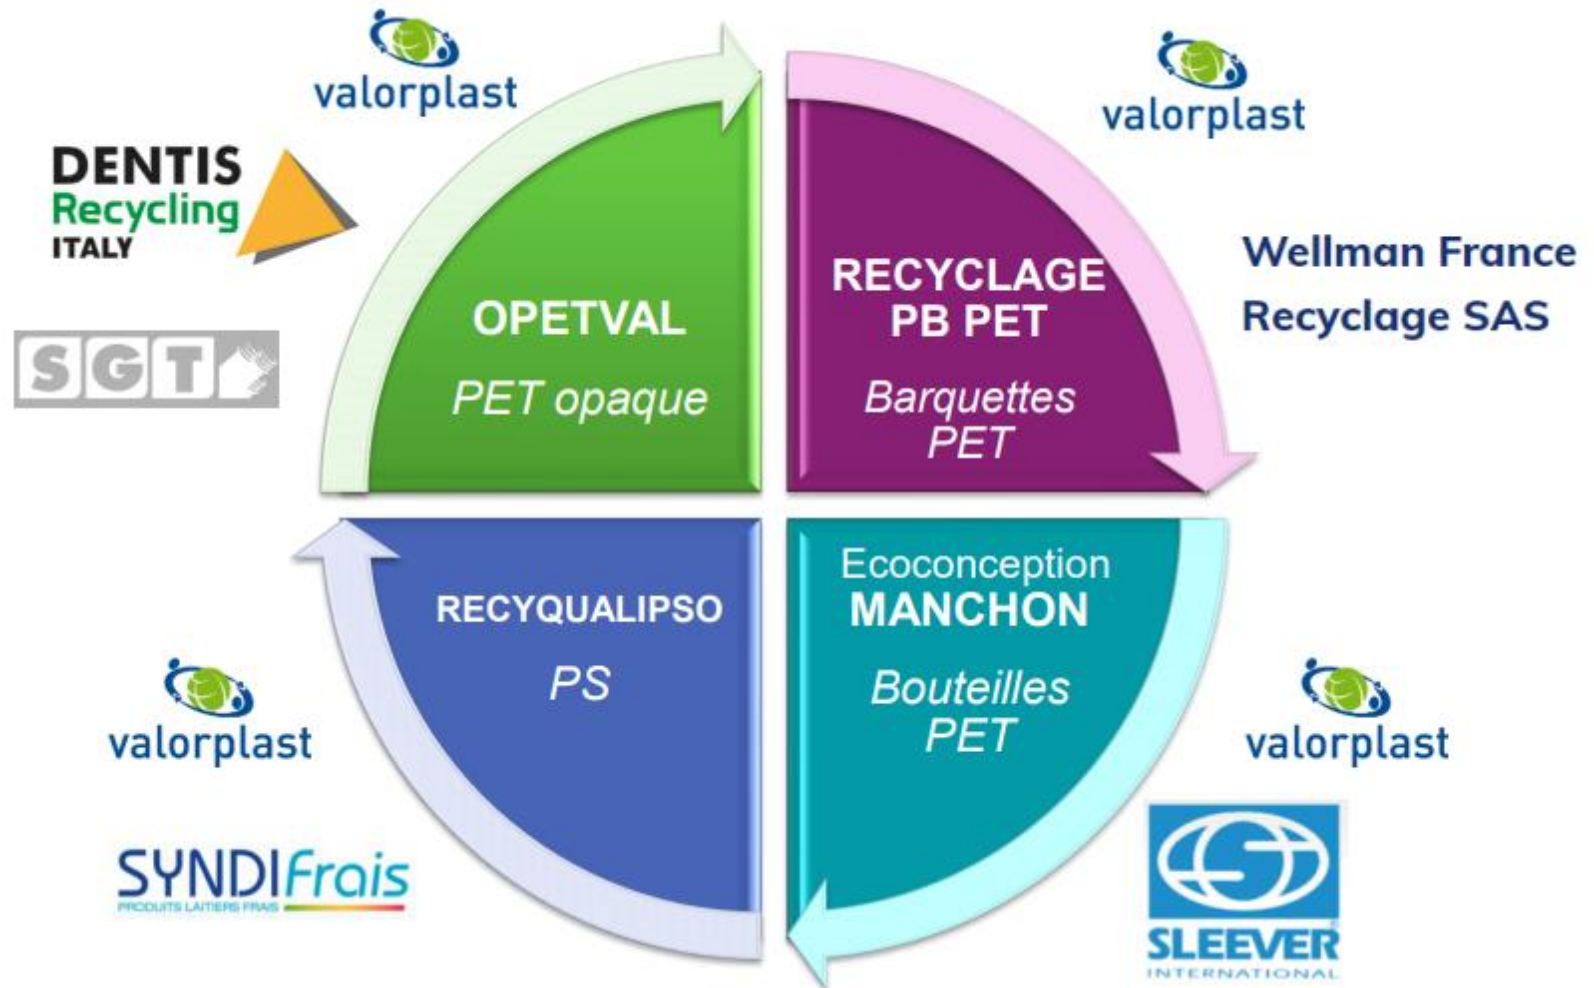 valorplast
DENTIS
Recycling
ITALY
SGT
OPETVAL
PET opaque
valorplast
Wellman France
Recyclage SAS
RECYCLAGE
PB PET
Barquettes
PET
valorplast
SYNDIFrais
PRODUITS LAITIERS FRAIS
RECYQUALIPSO
PS
Ecoconception
MANCHON
Bouteilles
PET
valorplast
SLEEVER
INTERNATIONAL